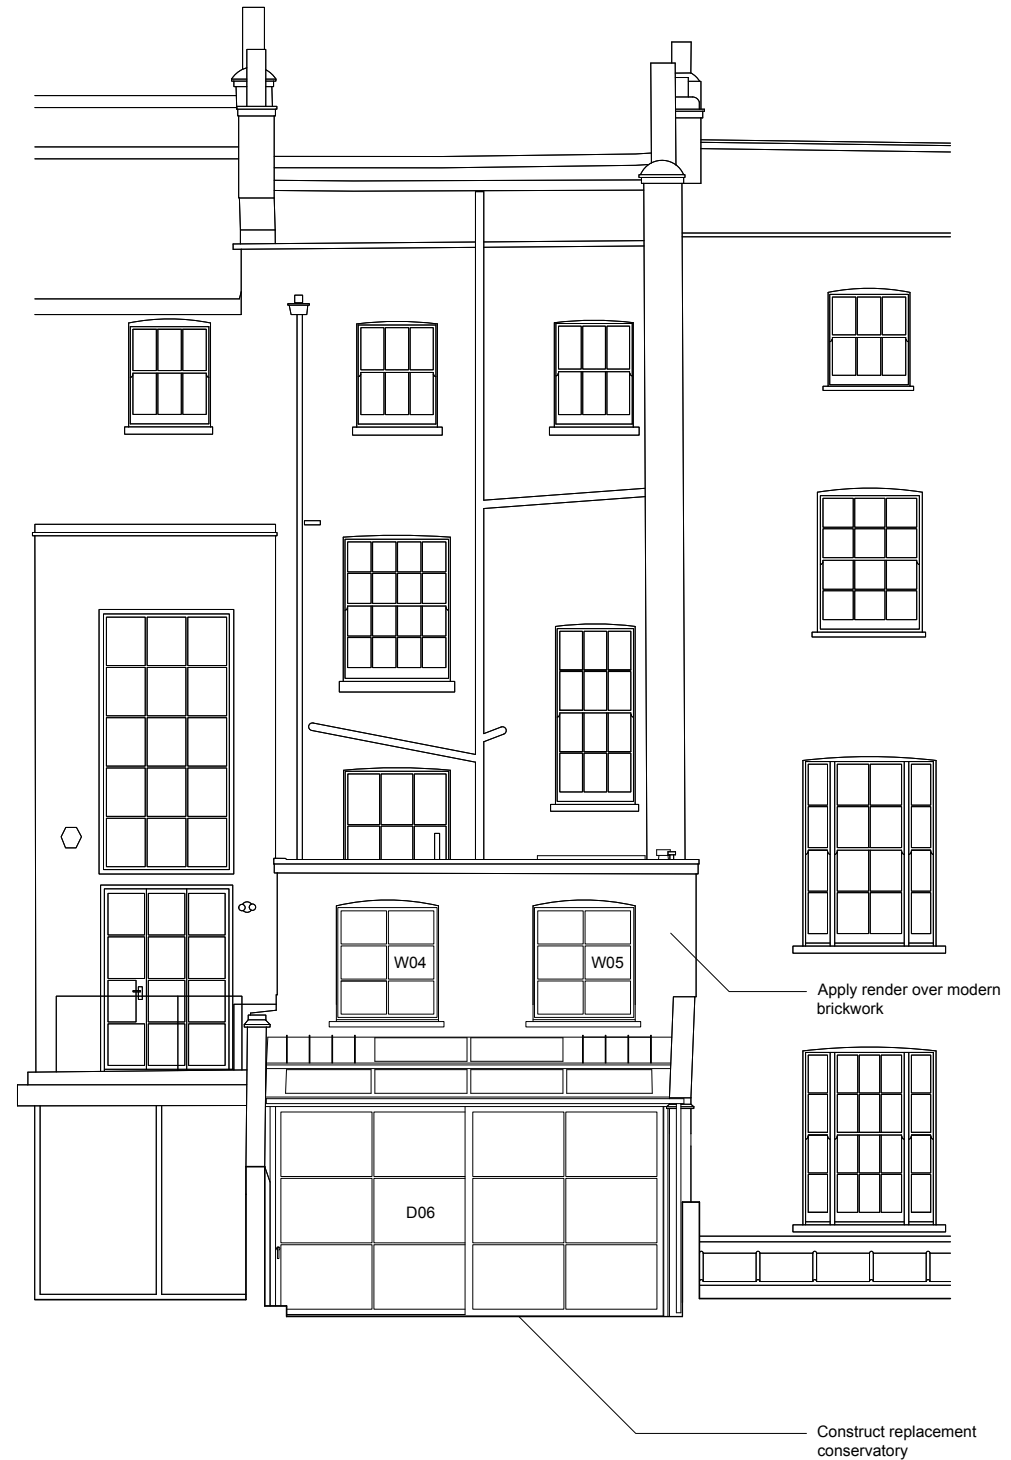 W04
W05
Apply render over modern
brickwork
D06
Construct replacement
conservatory